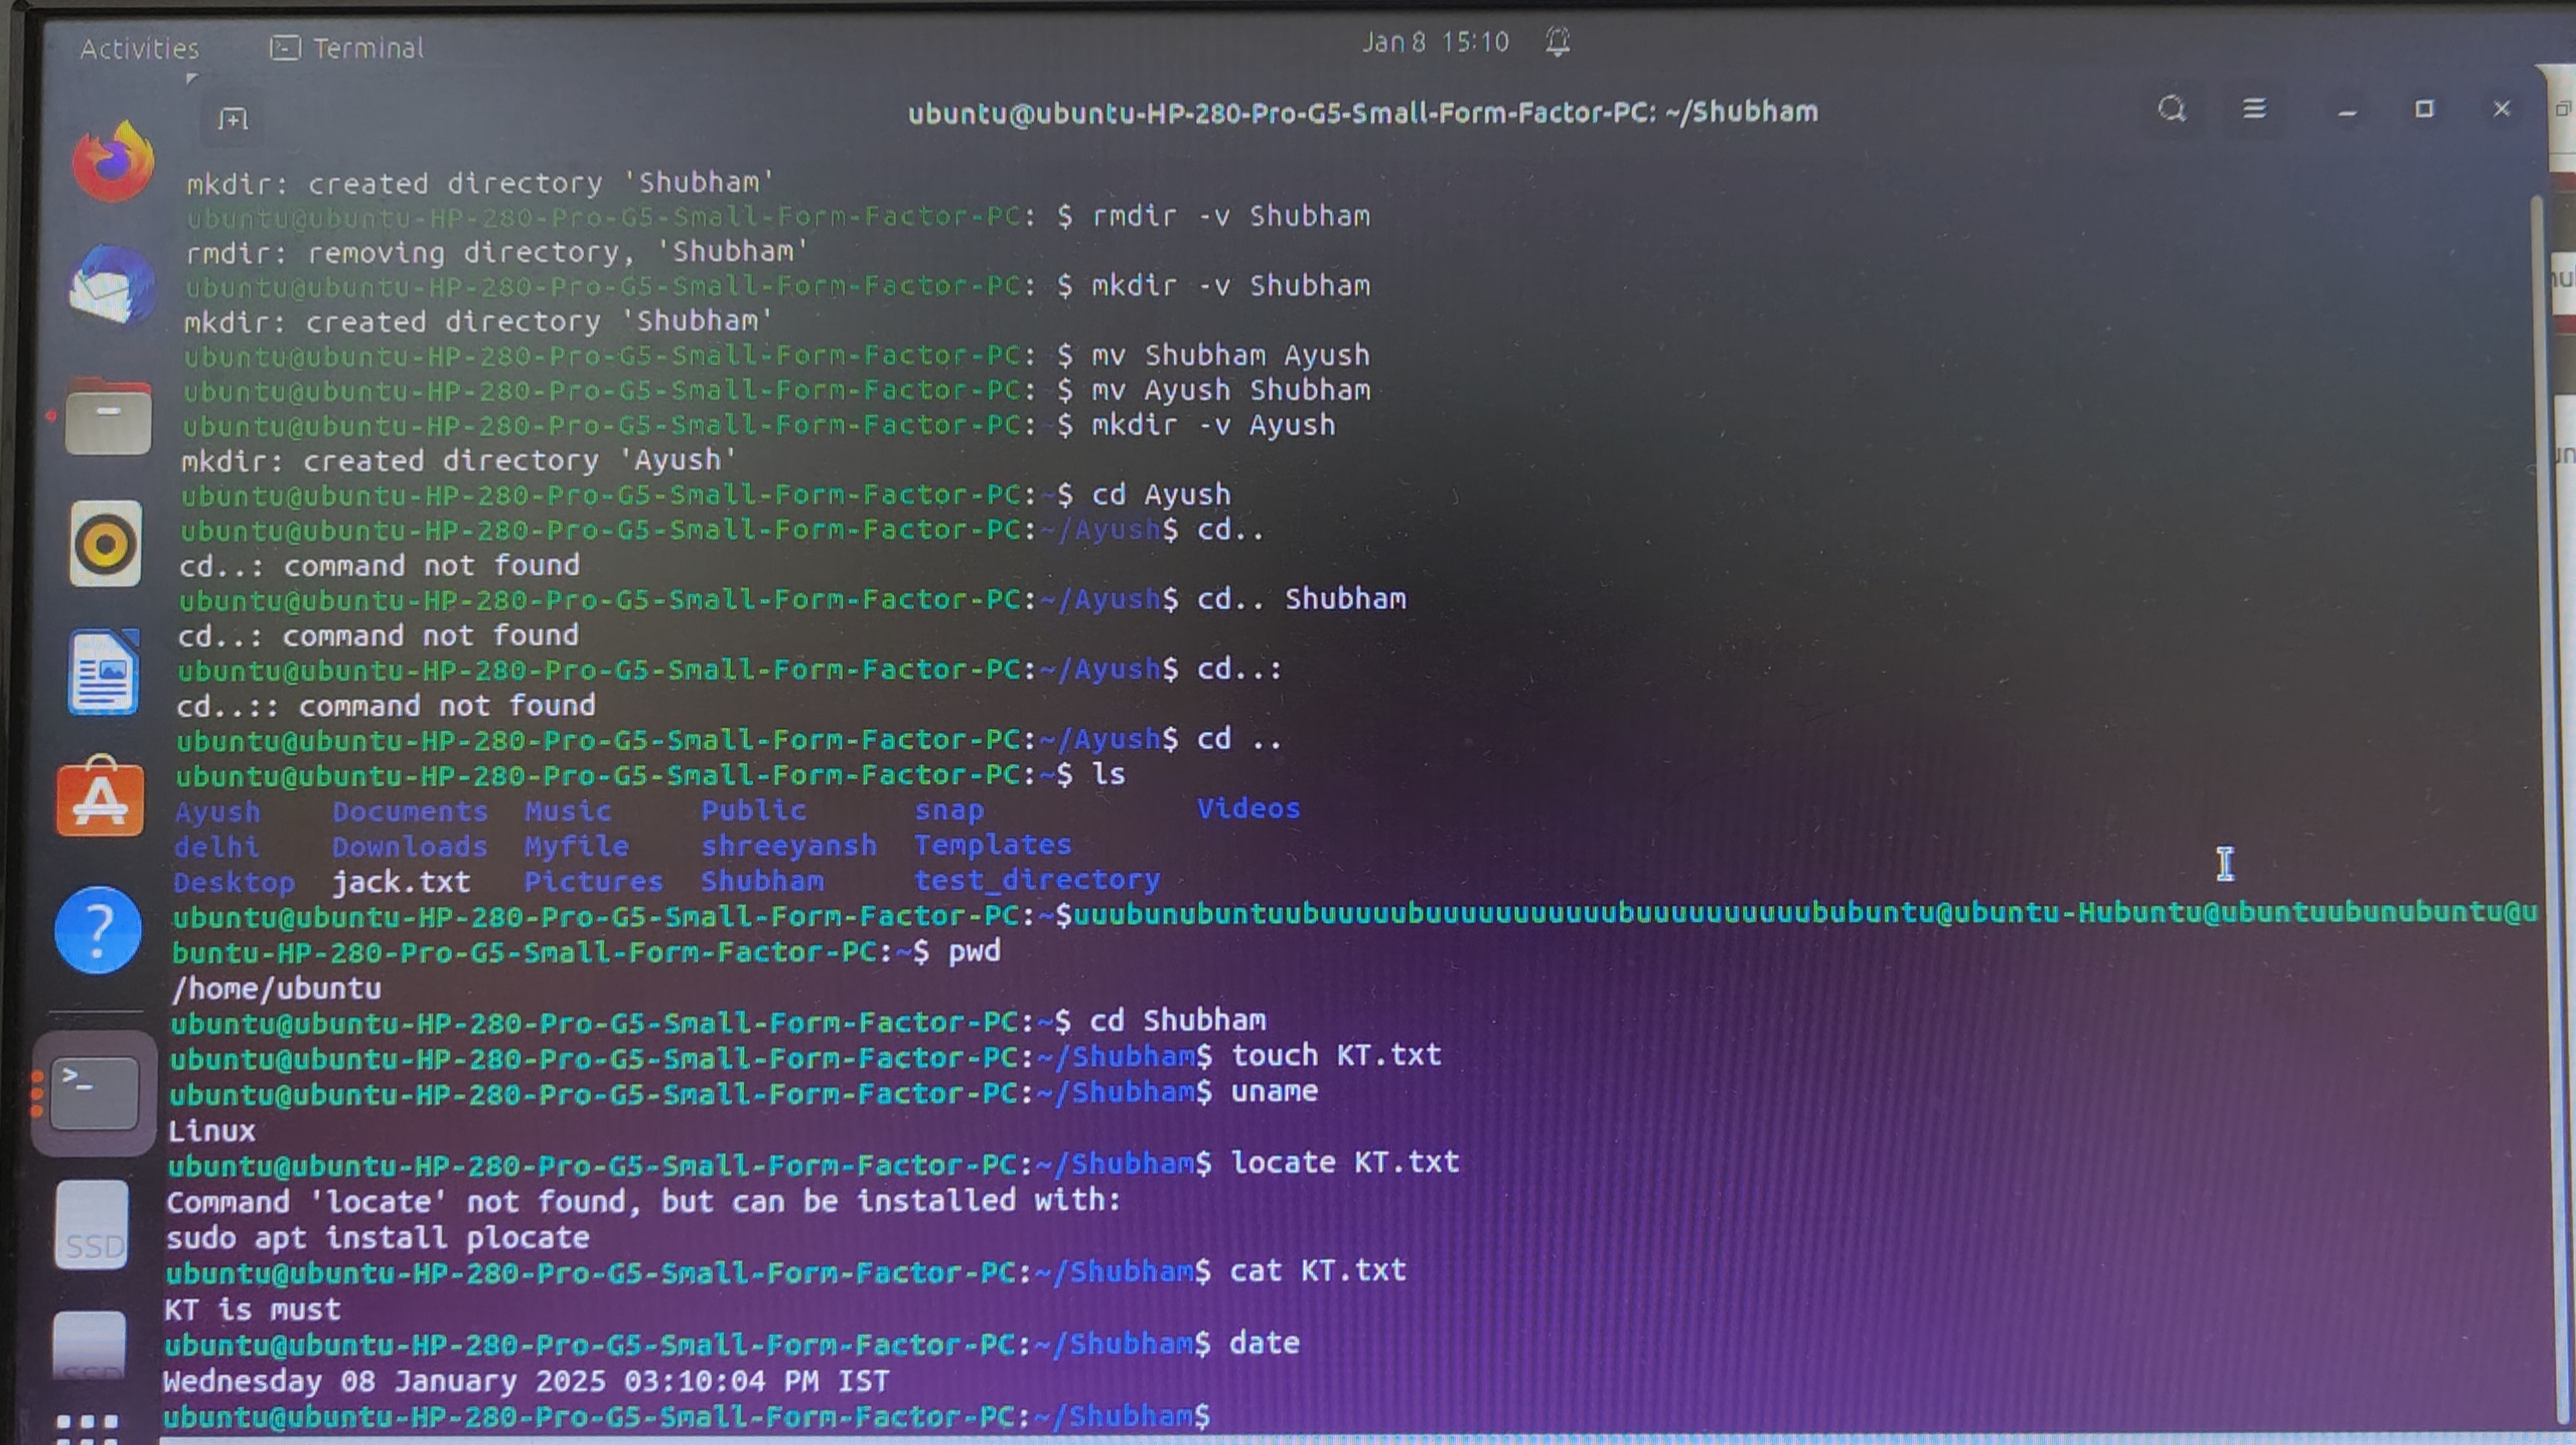 Activities Terminal Jan 8 15:10
ubuntu@ubuntu-HP-280-Pro-G5-Small-Form-Factor-PC: ~/Shubham
mkdir: created directory 'Shubham'
ubuntu@ubuntu-HP-280-Pro-G5-Small-Form-Factor-PC: $ rmdir -v Shubham
rmdir: removing directory, 'Shubham'
ubuntu@ubuntu-HP-280-Pro-G5-Small-Form-Factor-PC: $ mkdir -v Shubham
mkdir: created directory 'Shubham'
ubuntu@ubuntu-HP-280-Pro-G5-Small-Form-Factor-PC: $ mv Shubham Ayush
ubuntu@ubuntu-HP-280-Pro-G5-Small-Form-Factor-PC: $ mv Ayush Shubham
ubuntu@ubuntu-HP-280-Pro-G5-Small-Form-Factor-PC:~$ mkdir -v Ayush
mkdir: created directory 'Ayush'
ubuntu@ubuntu-HP-280-Pro-G5-Small-Form-Factor-PC:~$ cd Ayush
ubuntu@ubuntu-HP-280-Pro-G5-Small-Form-Factor-PC:~/Ayush$ cd..
cd..: command not found
ubuntu@ubuntu-HP-280-Pro-G5-Small-Form-Factor-PC:~/Ayush$ cd.. Shubham
cd..: command not found
ubuntu@ubuntu-HP-280-Pro-G5-Small-Form-Factor-PC:~/Ayush$ cd..:
cd..:: command not found
ubuntu@ubuntu-HP-280-Pro-G5-Small-Form-Factor-PC:~/Ayush$ cd ..
ubuntu@ubuntu-HP-280-Pro-G5-Small-Form-Factor-PC:~$ ls
Ayush Documents Music Public snap Videos
delhi Downloads Myfile shreeyansh Templates
Desktop jack.txt Pictures Shubham test_directory
ubuntu@ubuntu-HP-280-Pro-G5-Small-Form-Factor-PC:~$uuubunubuntuubuuuuubuuuuuuuuuuubuuuuuuuuuububuntu@ubuntu-Hubuntu@ubuntuubunubuntu@u
buntu-HP-280-Pro-G5-Small-Form-Factor-PC:~$ pwd
/home/ubuntu
ubuntu@ubuntu-HP-280-Pro-G5-Small-Form-Factor-PC:~$ cd Shubham
ubuntu@ubuntu-HP-280-Pro-G5-Small-Form-Factor-PC:~/Shubham$ touch KT.txt
ubuntu@ubuntu-HP-280-Pro-G5-Small-Form-Factor-PC:~/Shubham$ uname
Linux
ubuntu@ubuntu-HP-280-Pro-G5-Small-Form-Factor-PC:~/Shubham$ locate KT.txt
Command 'locate' not found, but can be installed with:
sudo apt install plocate
ubuntu@ubuntu-HP-280-Pro-G5-Small-Form-Factor-PC:~/Shubham$ cat KT.txt
KT is must
ubuntu@ubuntu-HP-280-Pro-G5-Small-Form-Factor-PC:~/Shubham$ date
Wednesday 08 January 2025 03:10:04 PM IST
ubuntu@ubuntu-HP-280-Pro-G5-Small-Form-Factor-PC:~/Shubham$
SSD
SSD